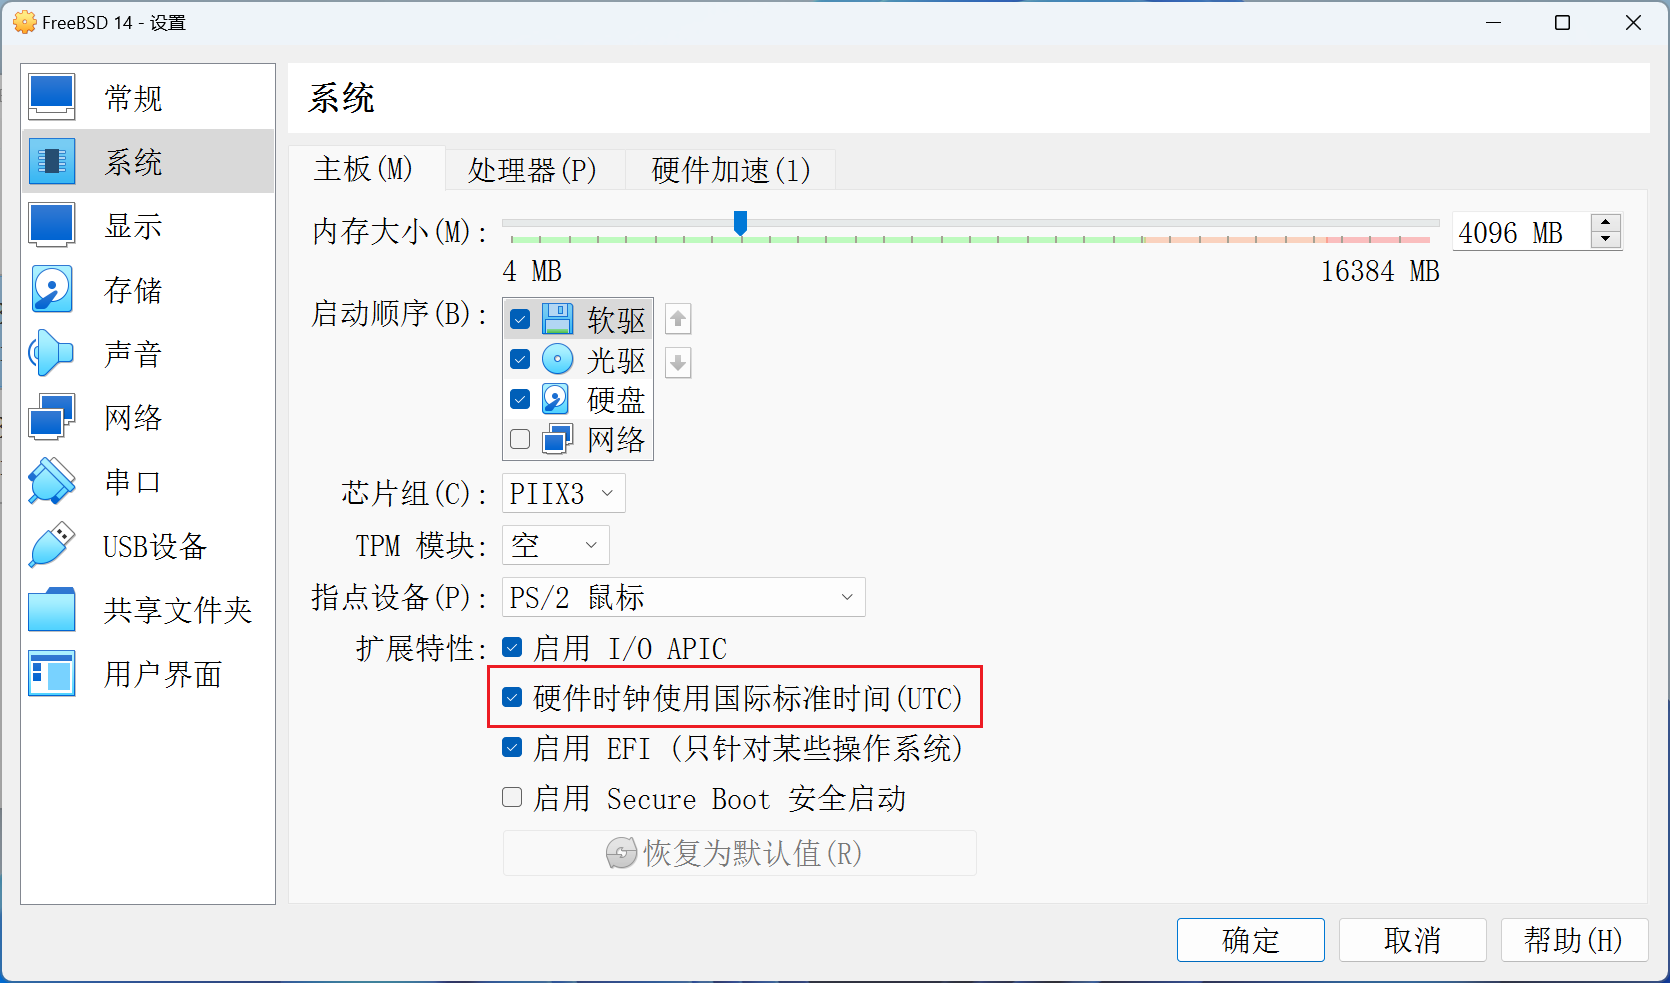 FreeBSD 14 - 设置
常规
系统
显示
存储
声音
网络
串口
USB设备
共享文件夹
用户界面
系统
主板(M) 处理器(P) 硬件加速(l)
内存大小(M): 4096 MB
4 MB 16384 MB
启动顺序(B): 软驱
光驱
硬盘
网络
芯片组(C): PIIX3
TPM 模块: 空
指点设备(P): PS/2 鼠标
扩展特性: 启用 I/O APIC
硬件时钟使用国际标准时间(UTC)
启用 EFI (只针对某些操作系统)
启用 Secure Boot 安全启动
恢复为默认值(R)
确定 取消 帮助(H)